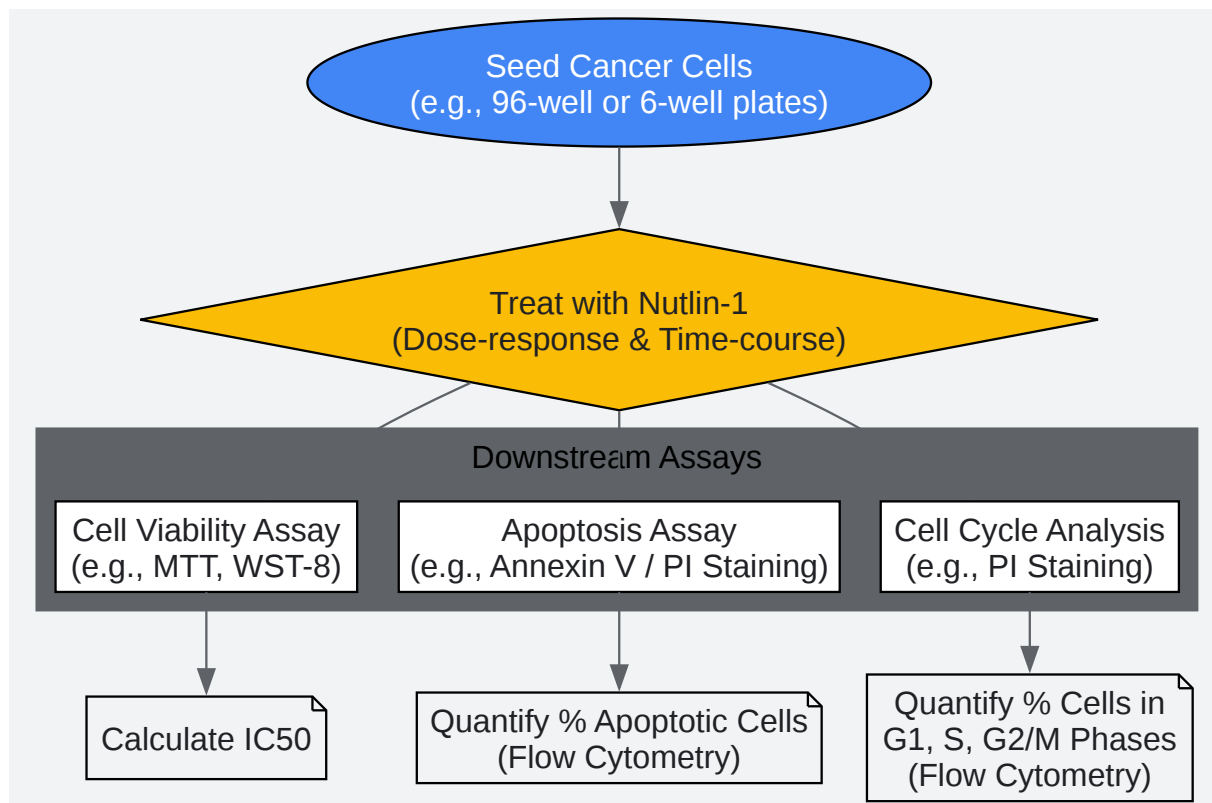 Seed Cancer Cells
(e.g., 96-well or 6-well plates)
Treat with Nutlin-1
(Dose-response & Time-course)
Downstream Assays
Cell Viability Assay
(e.g., MTT, WST-8)
Apoptosis Assay
(e.g., Annexin V / PI Staining)
Cell Cycle Analysis
(e.g., PI Staining)
Calculate IC50
Quantify % Apoptotic Cells
(Flow Cytometry)
Quantify % Cells in
G1, S, G2/M Phases
(Flow Cytometry)